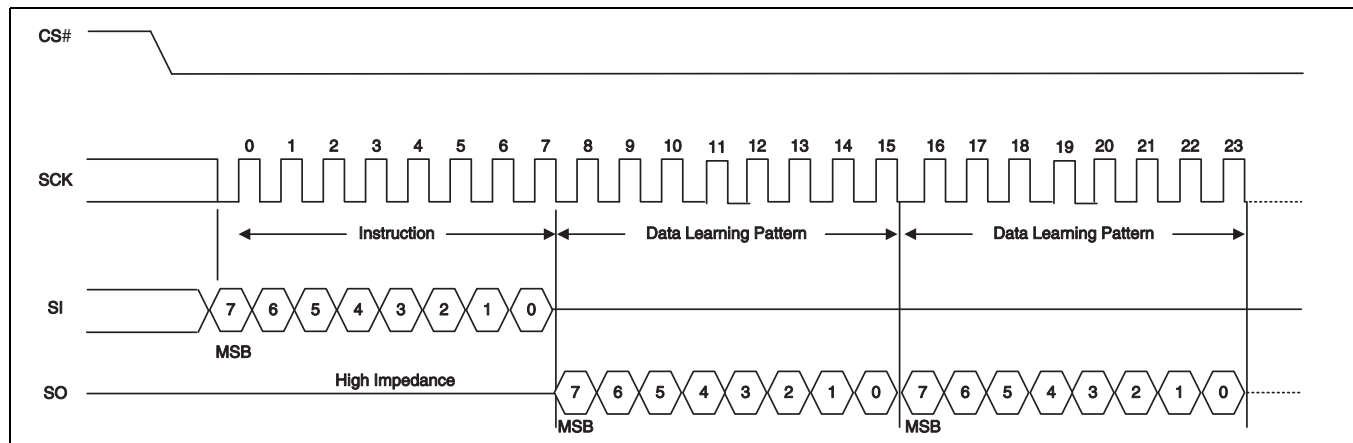 CS#
0 1 2 3 4 5 6 7 8 9 10 11 12 13 14 15 16 17 18 19 20 21 22 23
SCK
Instruction Data Learning Pattern Data Learning Pattern
SI 7 6 5 4 3 2 1 0
MSB
High Impedance
SO 7 6 5 4 3 2 1 0 7 6 5 4 3 2 1 0
MSB MSB